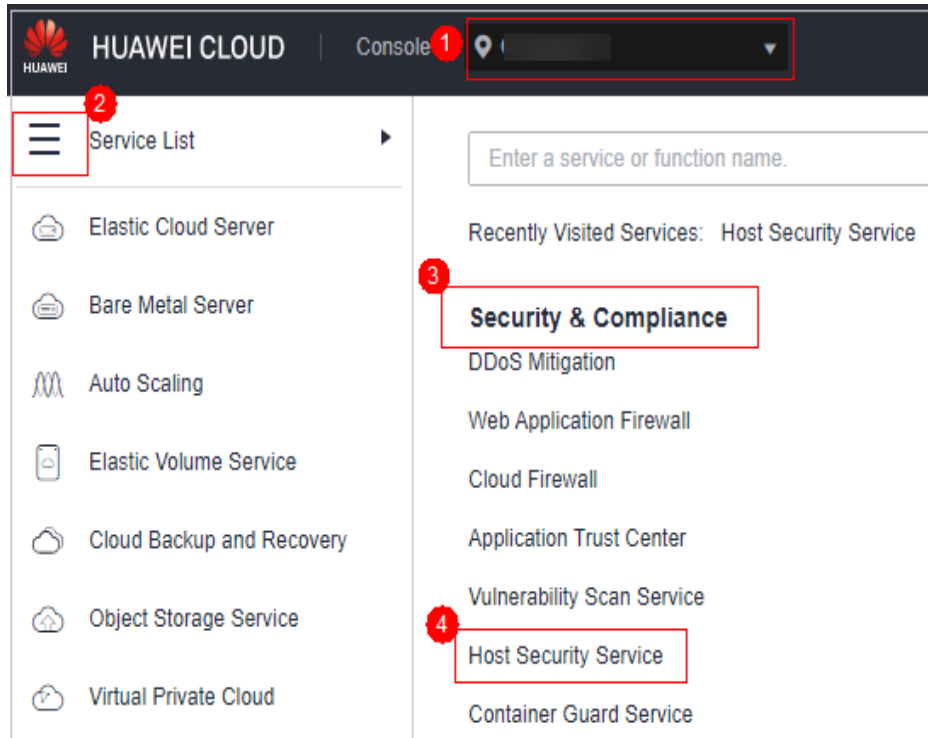 HUAWEI
HUAWEI CLOUD
Console
1
2
Service List
Elastic Cloud Server
Bare Metal Server
Auto Scaling
Elastic Volume Service
Cloud Backup and Recovery
Object Storage Service
Virtual Private Cloud
Enter a service or function name.
Recently Visited Services: Host Security Service
3
Security & Compliance
DDoS Mitigation
Web Application Firewall
Cloud Firewall
Application Trust Center
Vulnerability Scan Service
4
Host Security Service
Container Guard Service